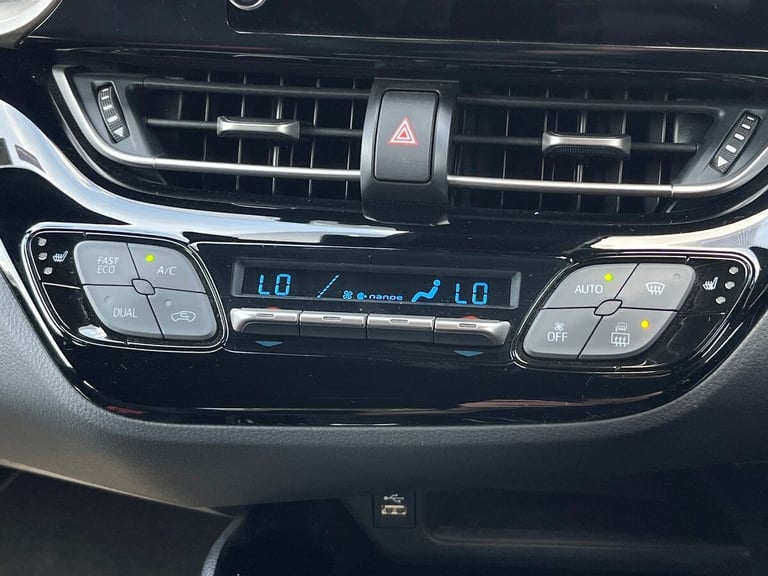 FAST
ECO
A/C
DUAL
LO
nanoe
LO
AUTO
OFF